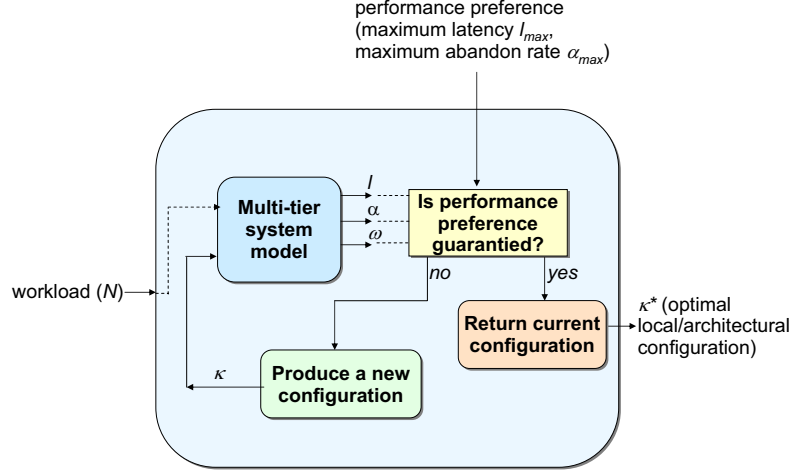 performance preference
(maximum latency l_max,
maximum abandon rate α_max)
Multi-tier
system
model
l
α
ω
Is performance
preference
guarantied?
no
yes
workload (N)
Return current
configuration
κ* (optimal
local/architectural
configuration)
Produce a new
configuration
κ